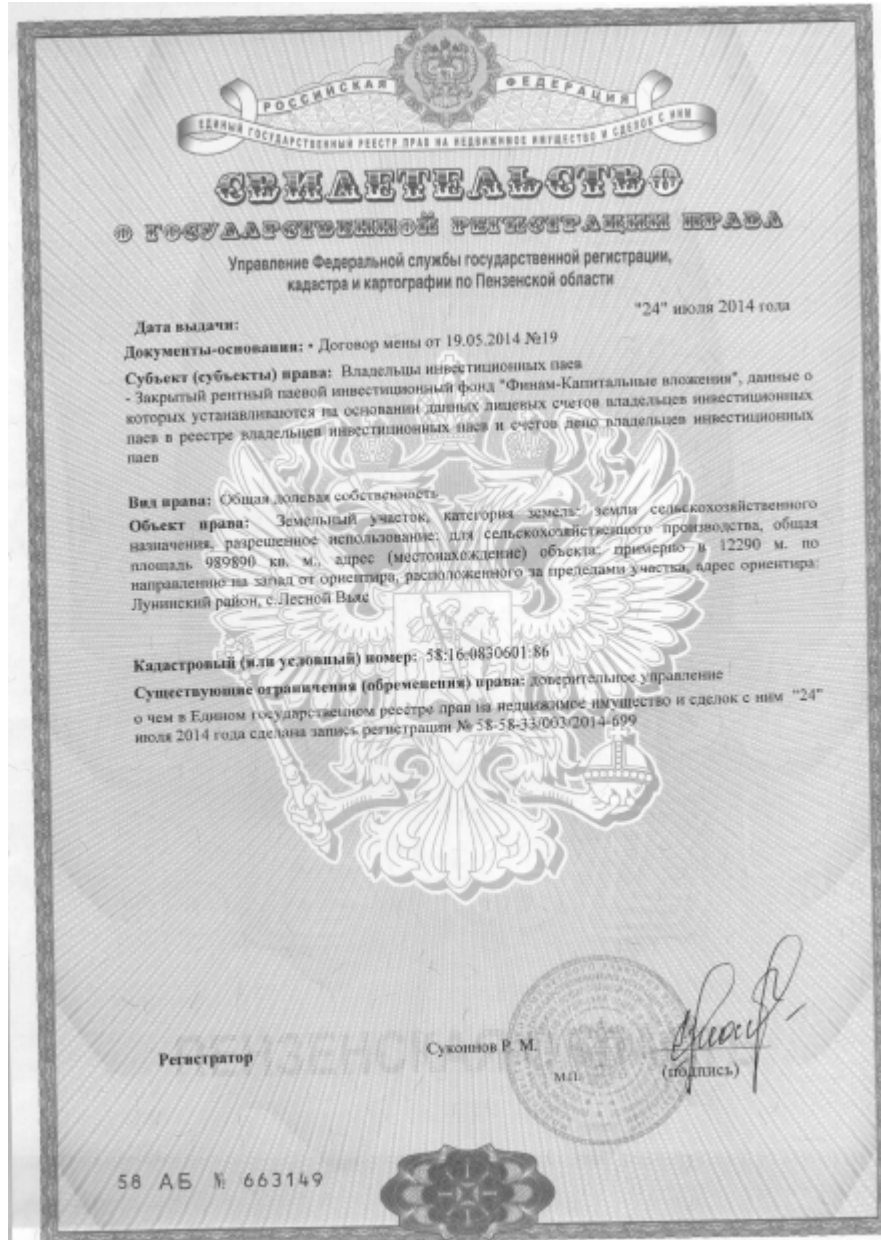 РОССИЙСКАЯ ФЕДЕРАЦИЯ
ЕДИНЫЙ ГОСУДАРСТВЕННЫЙ РЕЕСТР ПРАВ НА НЕДВИЖИМОЕ ИМУЩЕСТВО И СДЕЛОК С НИМ
СВИДЕТЕЛЬСТВО
О ГОСУДАРСТВЕННОЙ РЕГИСТРАЦИИ ПРАВА
Управление Федеральной службы государственной регистрации,
кадастра и картографии по Пензенской области
Дата выдачи: "24" июля 2014 года
Документы-основания: • Договор мены от 19.05.2014 №19
Субъект (субъекты) права: Владельцы инвестиционных паев
- Закрытый рентный паевой инвестиционный фонд "Финам-Капитальные вложения", данные о
которых устанавливаются на основании данных лицевых счетов владельцев инвестиционных
паев в реестре владельцев инвестиционных паев и счетов депо владельцев инвестиционных
паев
Вид права: Общая долевая собственность
Объект права: Земельный участок, категория земель: земли сельскохозяйственного
назначения, разрешенное использование: для сельскохозяйственного производства, общая
площадь 989890 кв. м., адрес (местонахождение) объекта: примерно в 12290 м. по
направлению на запад от ориентира, расположенного за пределами участка, адрес ориентира:
Лунинский район, с.Лесной Вьяс
Кадастровый (или условный) номер: 58:16:0830601:86
Существующие ограничения (обременения) права: доверительное управление
о чем в Едином государственном реестре прав на недвижимое имущество и сделок с ним "24"
июля 2014 года сделана запись регистрации № 58-58-33/003/2014-699
Регистратор Суконнов Р. М.
м.п. (подпись)
58 АБ № 663149